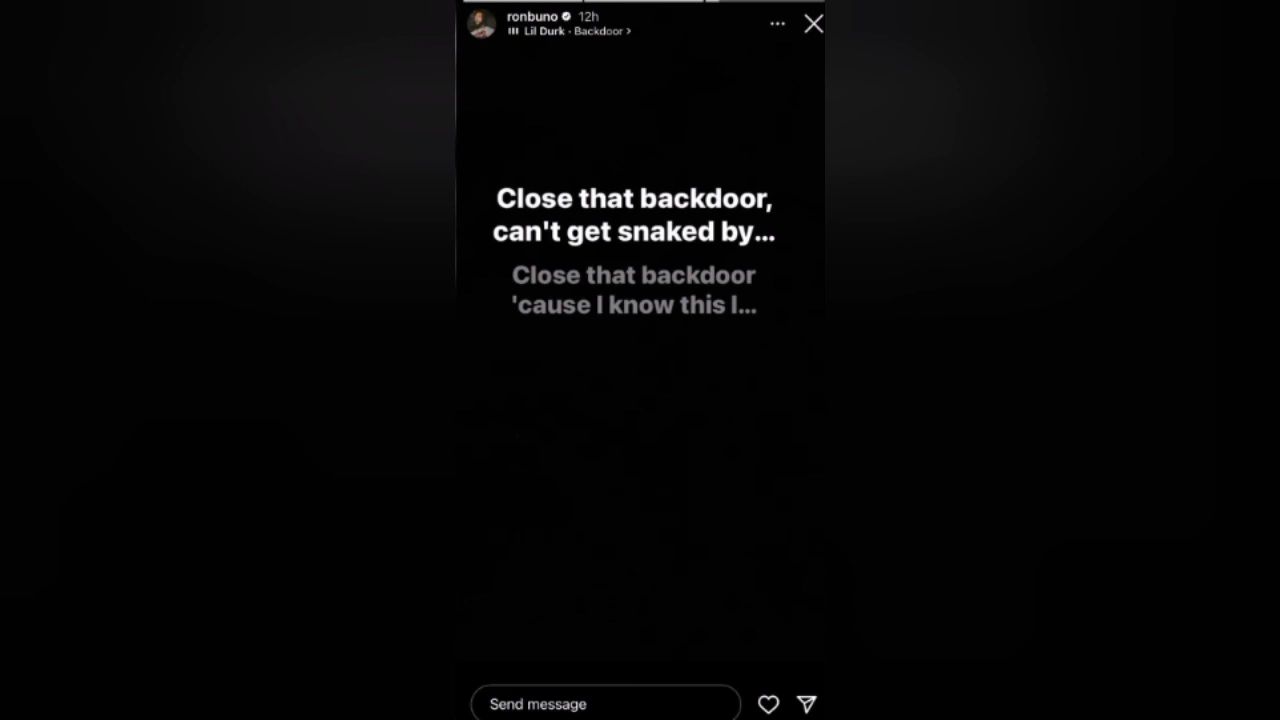 ronbuno 12h
Lil Durk · Backdoor >
Close that backdoor,
can't get snaked by...
Close that backdoor
'cause I know this l...
Send message